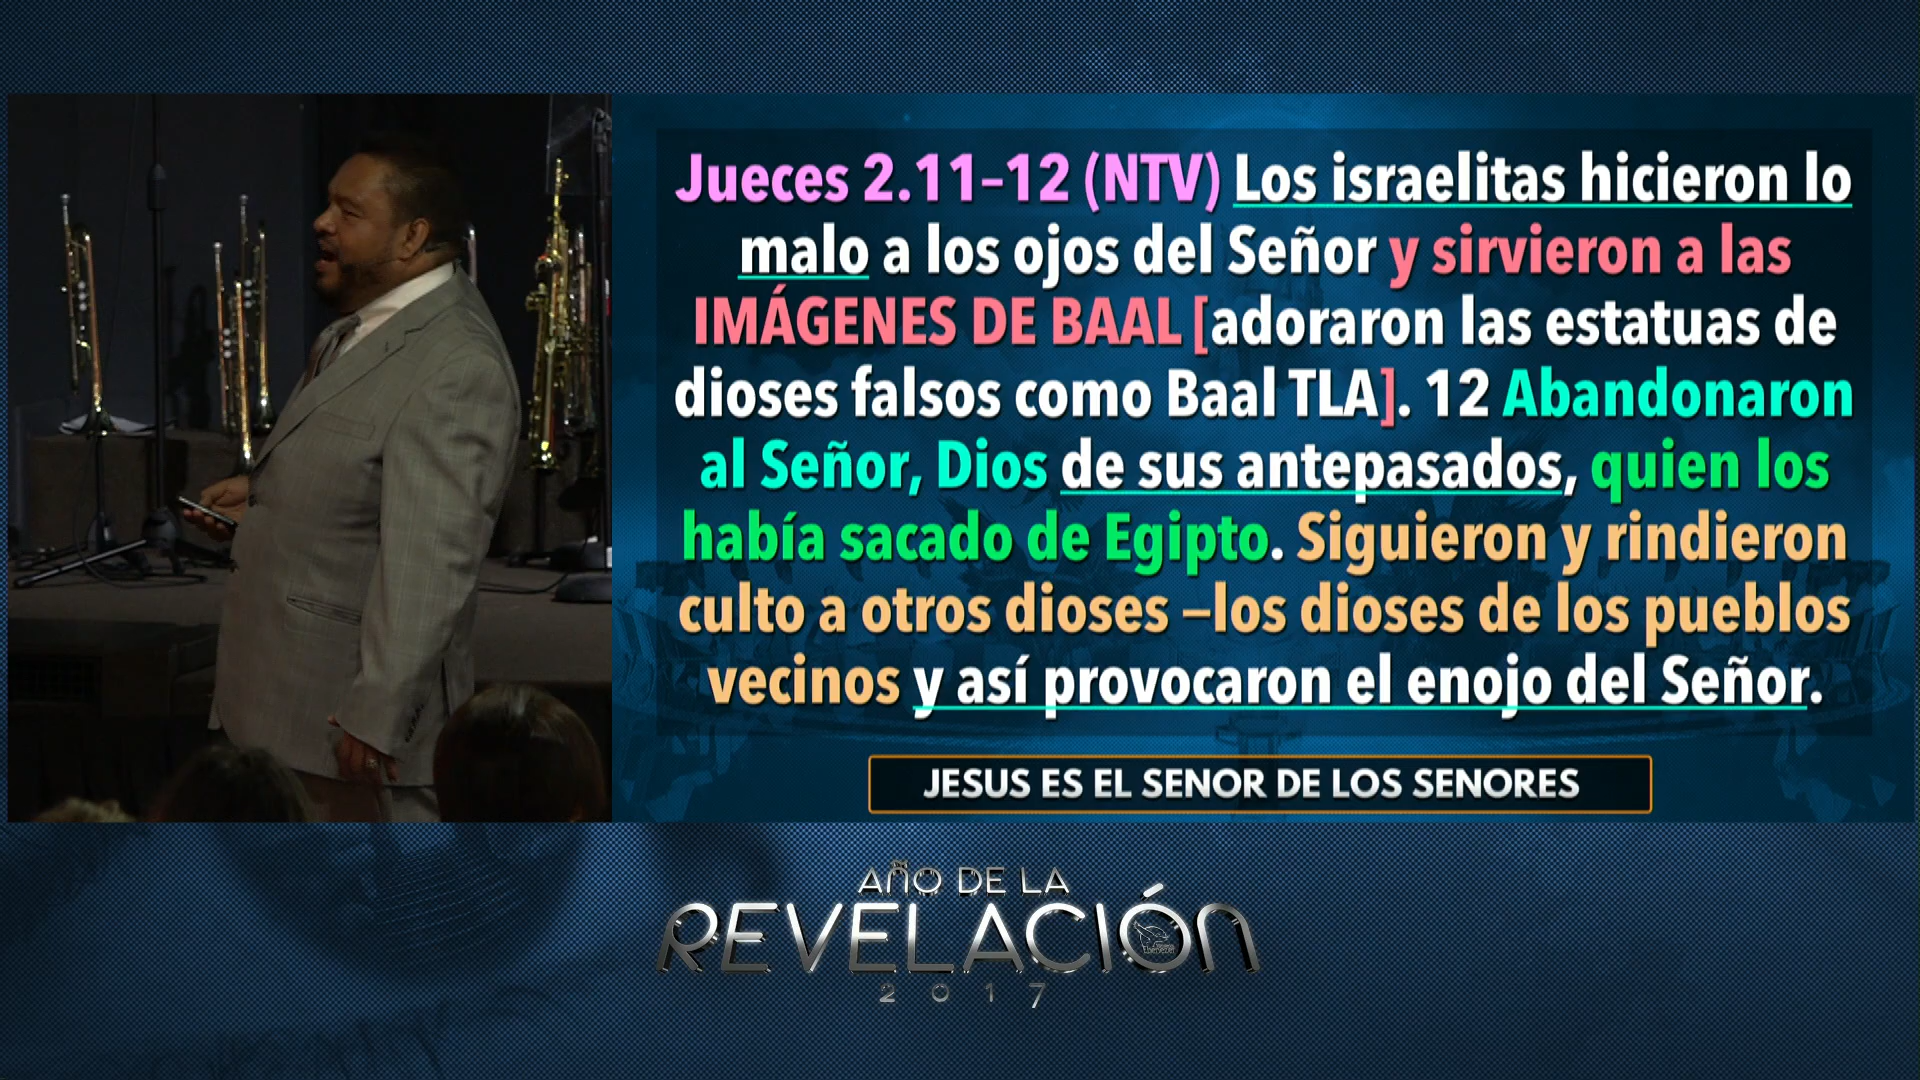 Jueces 2.11–12 (NTV) Los israelitas hicieron lo
malo a los ojos del Señor y sirvieron a las
IMÁGENES DE BAAL [adoraron las estatuas de
dioses falsos como Baal TLA]. 12 Abandonaron
al Señor, Dios de sus antepasados, quien los
había sacado de Egipto. Siguieron y rindieron
culto a otros dioses —los dioses de los pueblos
vecinos y así provocaron el enojo del Señor.
JESUS ES EL SENOR DE LOS SENORES
AÑO DE LA
REVELACIÓN
2017